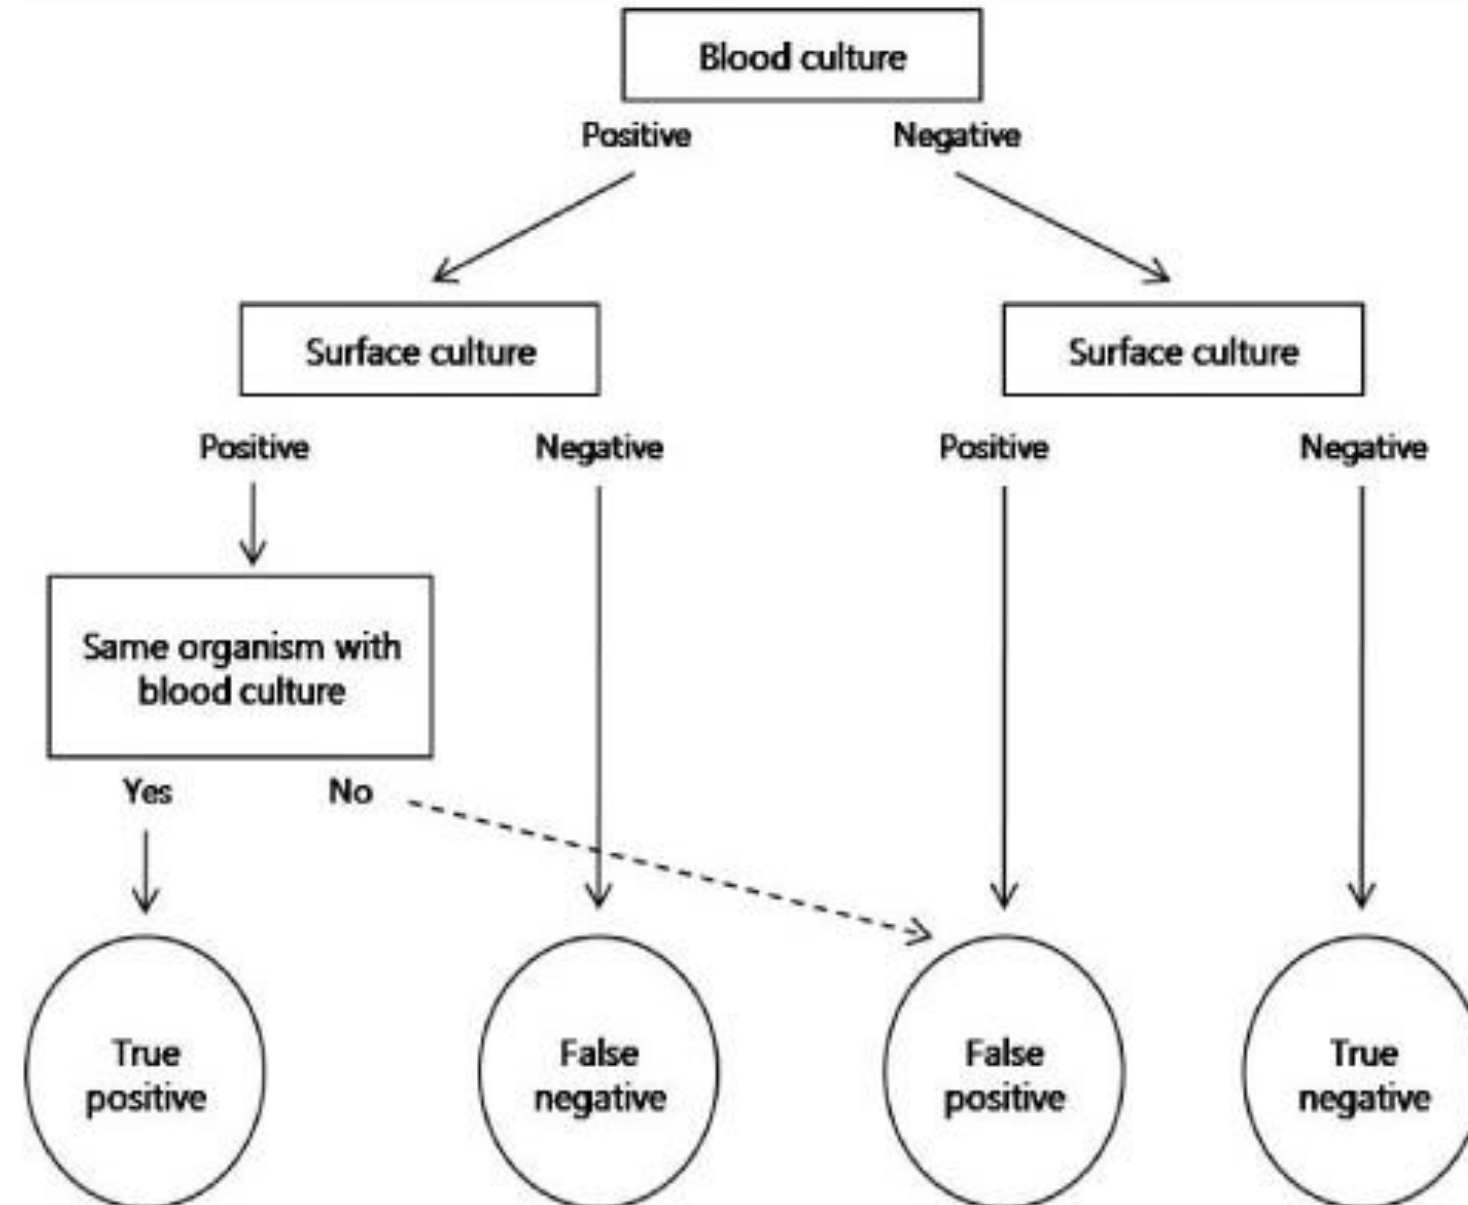 Blood culture
Positive
Negative
Surface culture
Surface culture
Positive
Negative
Positive
Negative
Same organism with
blood culture
Yes
No
True
positive
False
negative
False
positive
True
negative